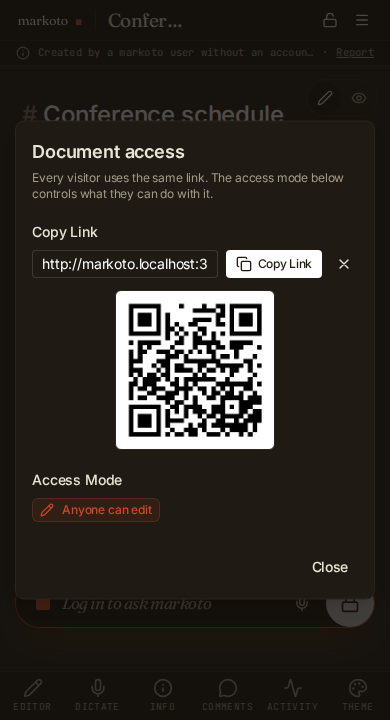 markoto
Confer...
Created by a markoto user without an accoun… · Report
# Conference schedule
Document access
Every visitor uses the same link. The access mode below
controls what they can do with it.
Copy Link
http://markoto.localhost:3
Copy Link
Access Mode
Anyone can edit
Close
Log in to ask markoto
EDITOR DICTATE INFO COMMENTS ACTIVITY THEME